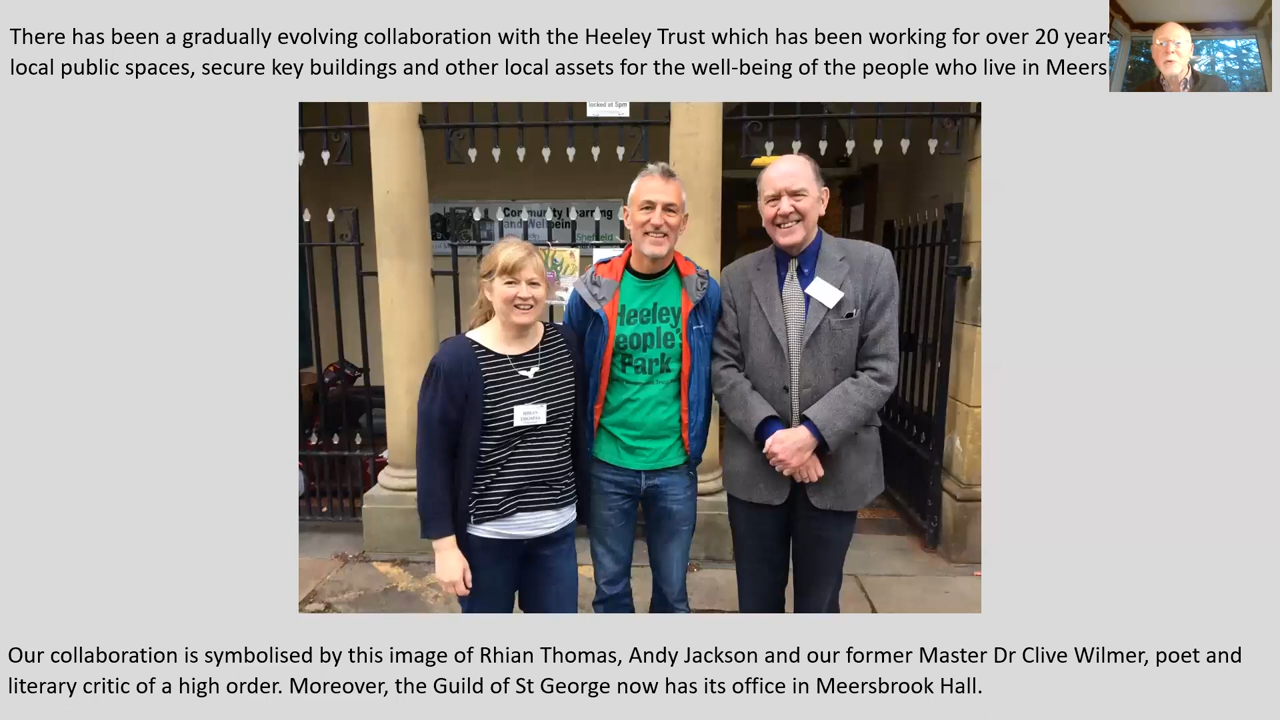 There has been a gradually evolving collaboration with the Heeley Trust which has been working for over 20 years
local public spaces, secure key buildings and other local assets for the well-being of the people who live in Meers
locked at 5pm
Community Learning
and Wellbeing
Sheffield
Heeley
People's
Park
RHIAN
THOMAS
Our collaboration is symbolised by this image of Rhian Thomas, Andy Jackson and our former Master Dr Clive Wilmer, poet and
literary critic of a high order. Moreover, the Guild of St George now has its office in Meersbrook Hall.